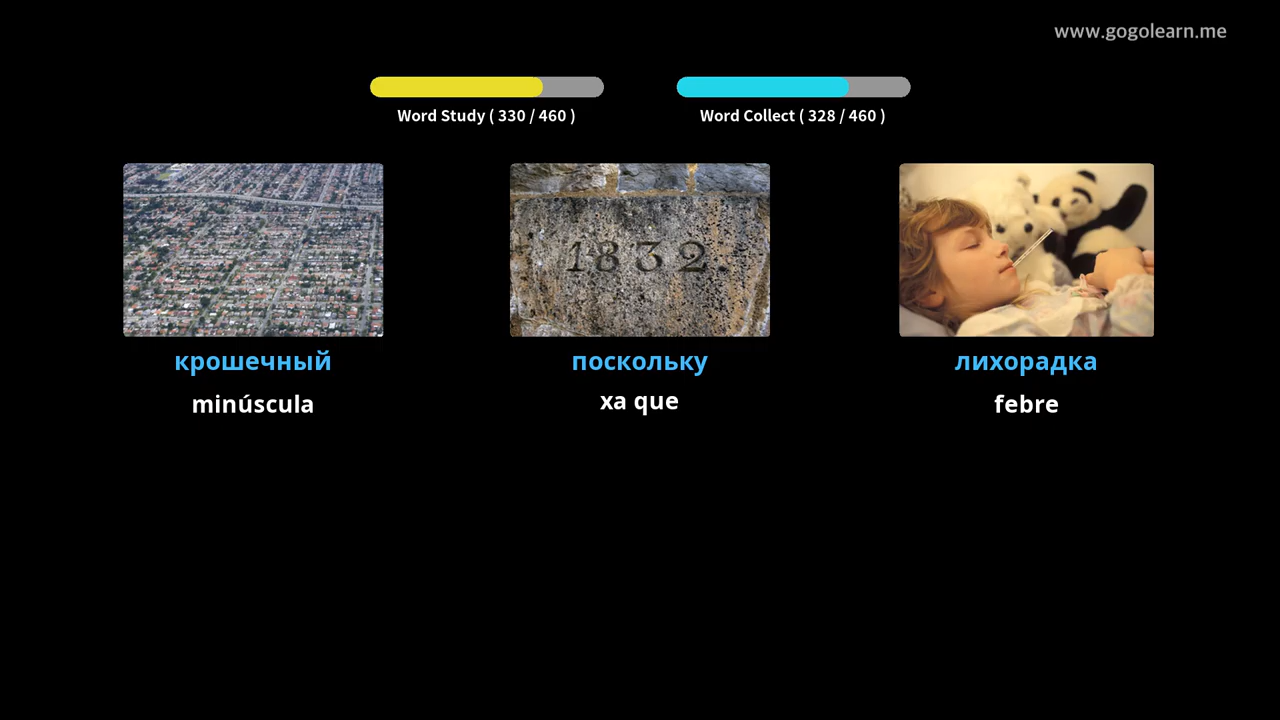 www.gogolearn.me
Word Study ( 330 / 460 )
Word Collect ( 328 / 460 )
1832
крошечный
поскольку
лихорадка
minúscula
xa que
febre